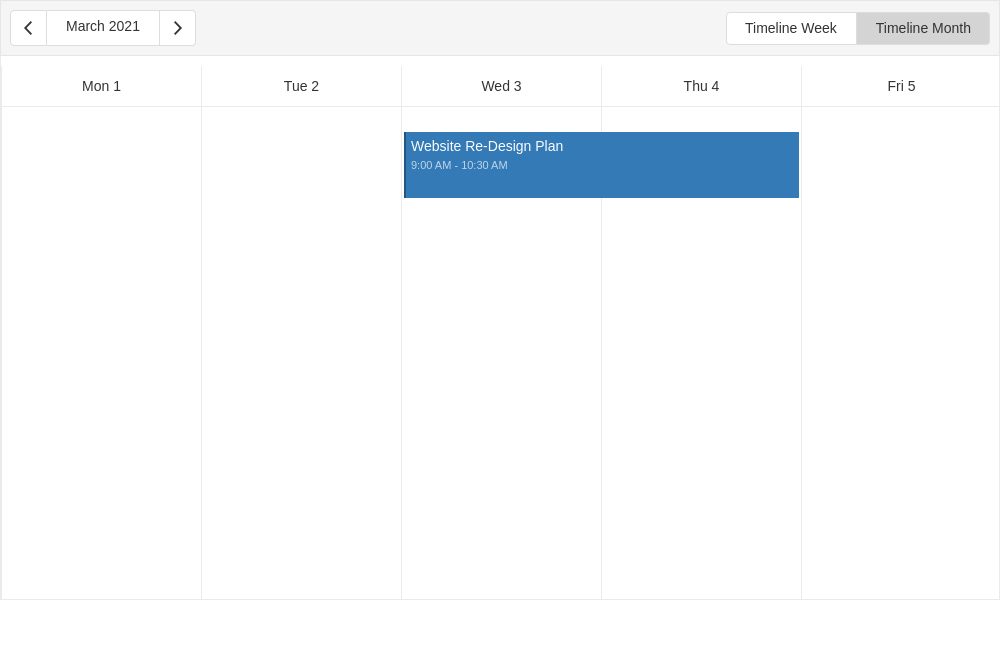 March 2021
Timeline Week
Timeline Month
Mon 1
Tue 2
Wed 3
Thu 4
Fri 5
Website Re-Design Plan
9:00 AM - 10:30 AM